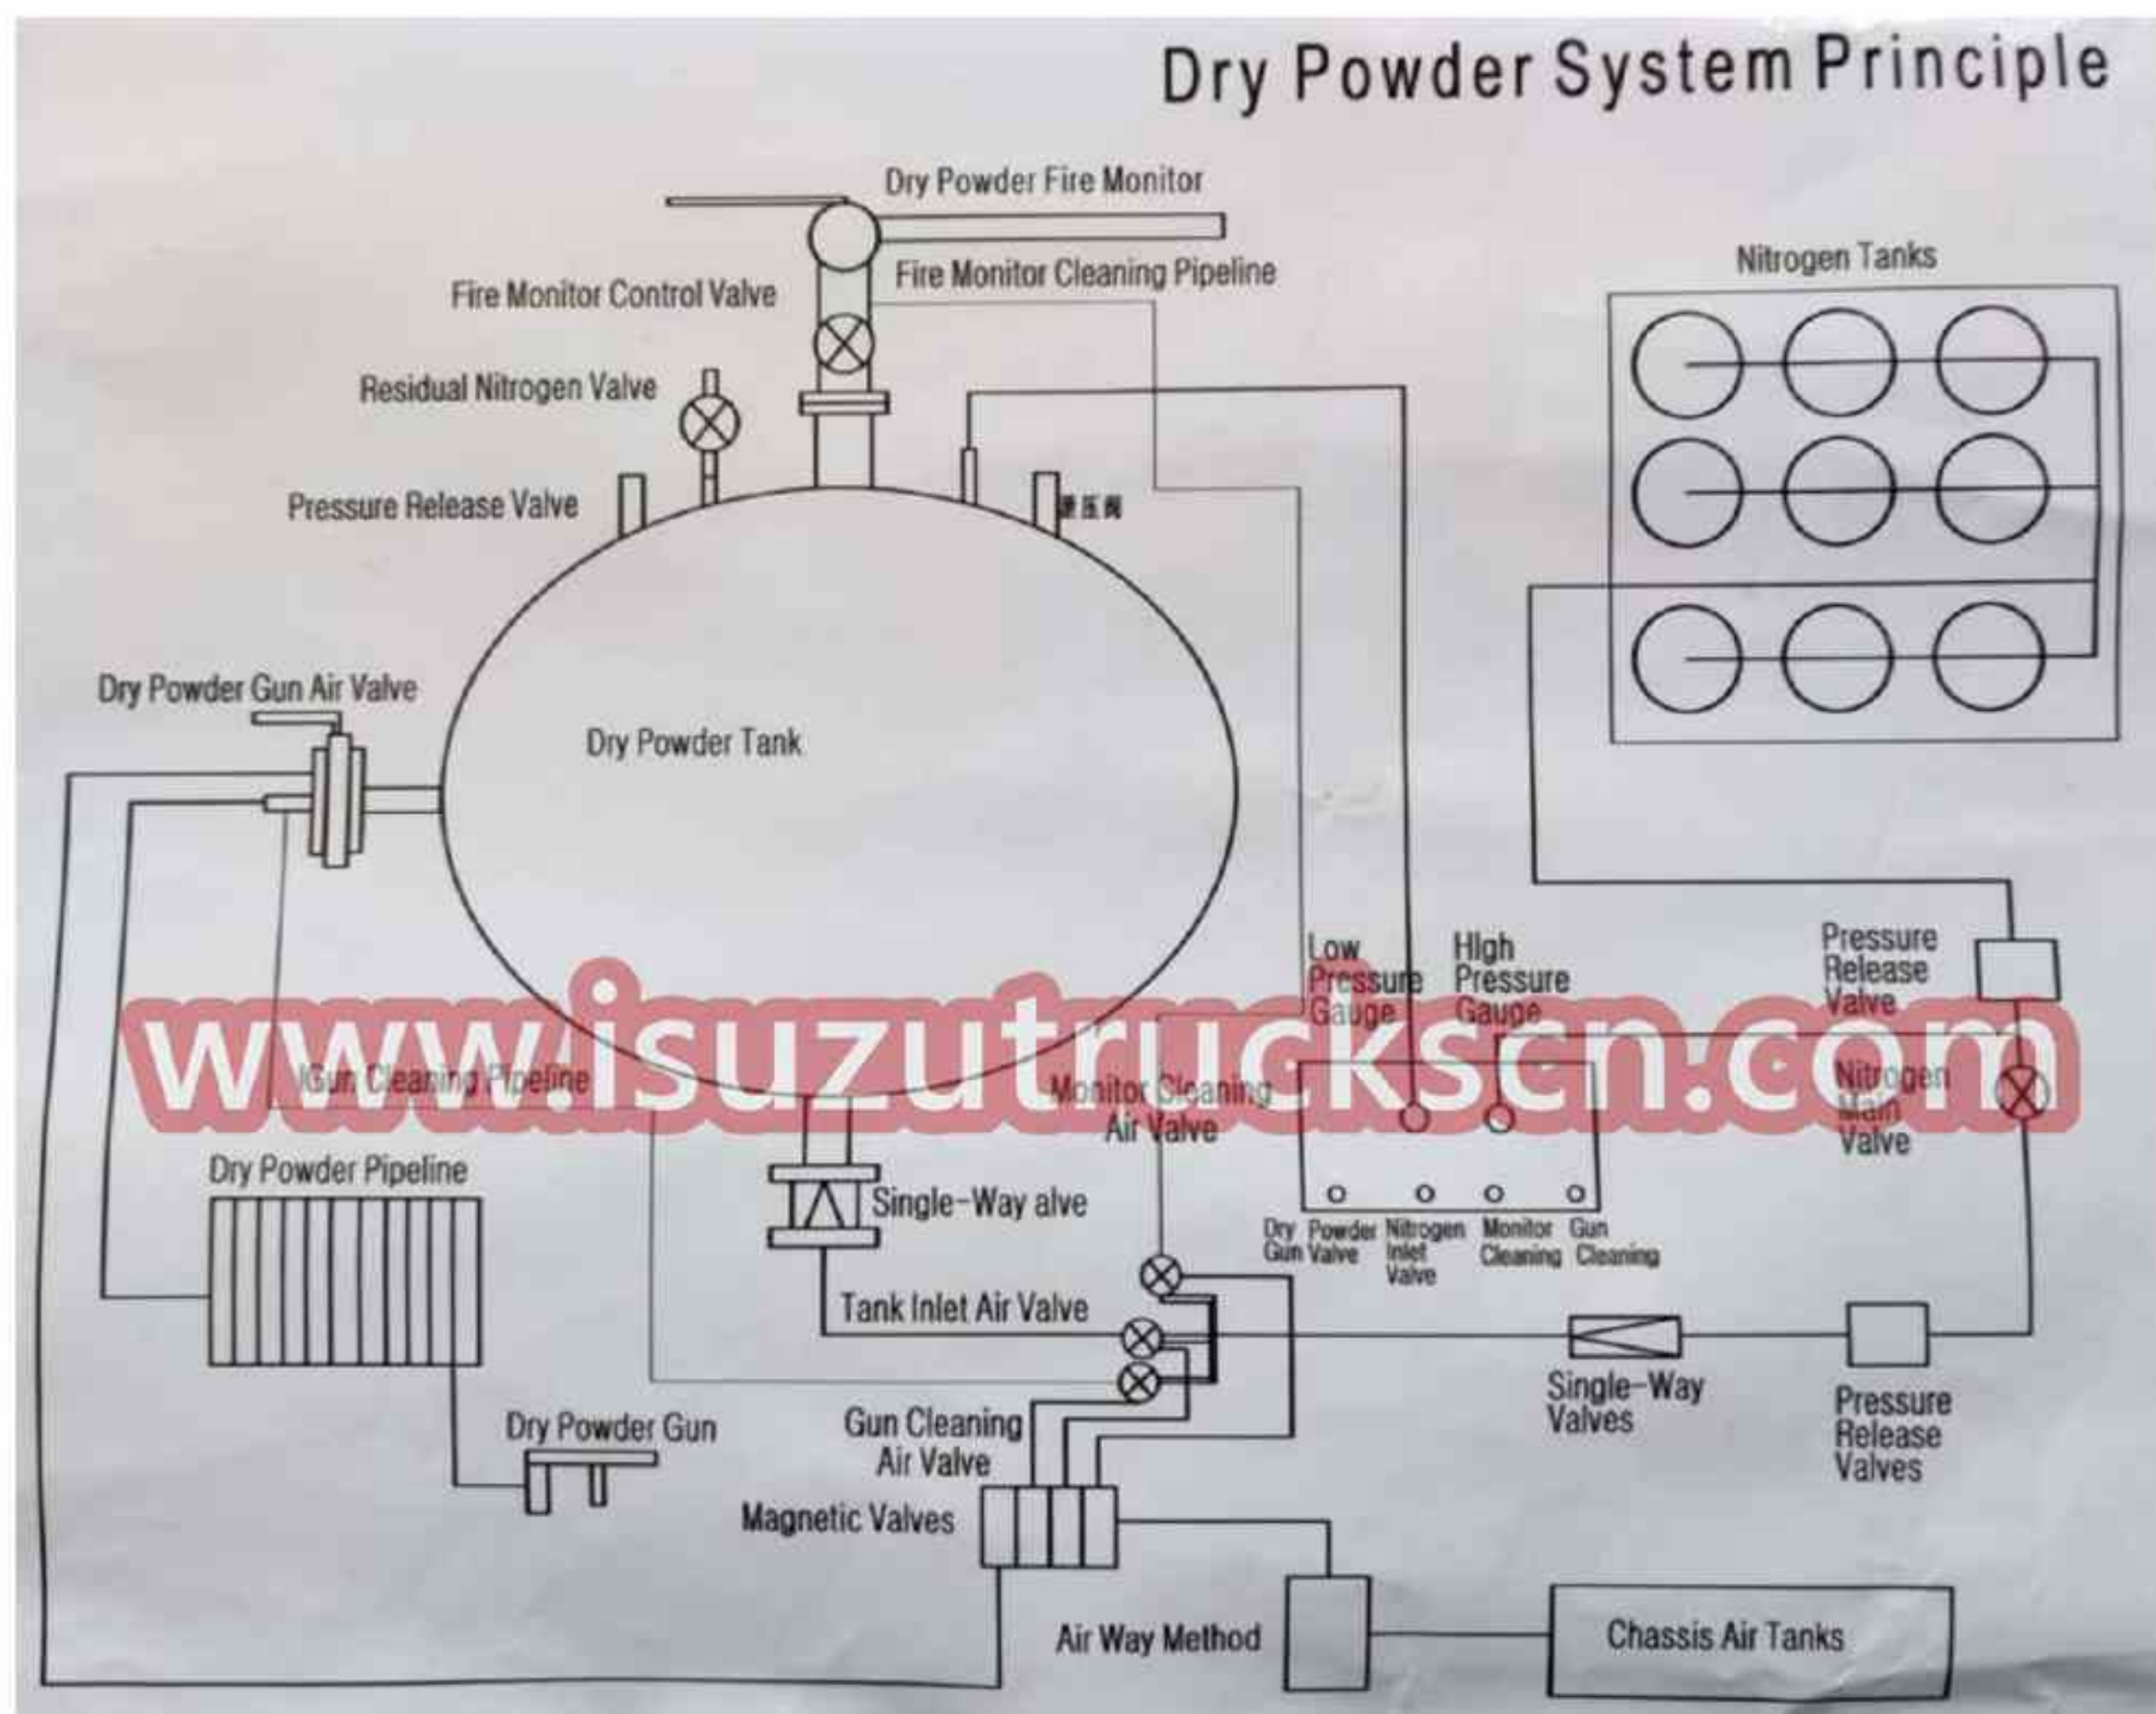 Dry Powder System Principle
Dry Powder Fire Monitor
Fire Monitor Cleaning Pipeline
Fire Monitor Control Valve
Nitrogen Tanks
Residual Nitrogen Valve
Pressure Release Valve
泄压阀
Dry Powder Gun Air Valve
Dry Powder Tank
Low
Pressure
Gauge
HIgh
Pressure
Gauge
Pressure
Release
Valve
www.isuzutruckscn.com
Gun Cleaning Pipeline
Monitor Cleaning
Air Valve
Nitrogen
Main
Valve
Dry Powder Pipeline
Single-Way alve
Dry Powder
Gun Valve
Nitrogen
Inlet
Valve
Monitor
Cleaning
Gun
Cleaning
Tank Inlet Air Valve
Single-Way
Valves
Pressure
Release
Valves
Dry Powder Gun
Gun Cleaning
Air Valve
Magnetic Valves
Air Way Method
Chassis Air Tanks